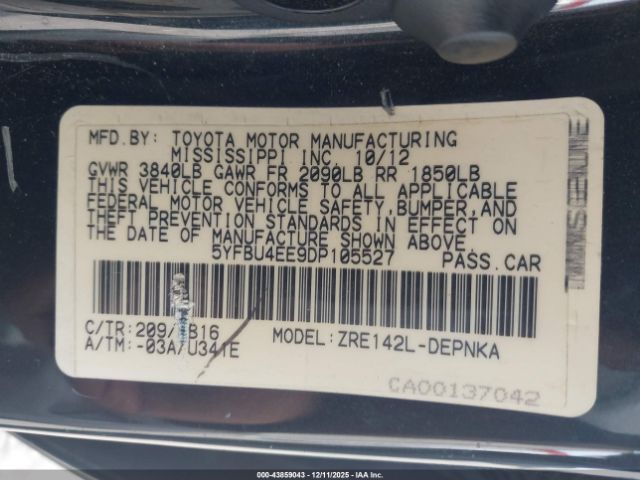 MFD.BY: TOYOTA MOTOR MANUFACTURING
MISSISSIPPI INC. 10/12
GVWR 3840LB GAWR FR 2090LB RR 1850LB
THIS VEHICLE CONFORMS TO ALL APPLICABLE
FEDERAL MOTOR VEHICLE SAFETY,BUMPER,AND
THEFT PREVENTION STANDARDS IN EFFECT ON
THE DATE OF MANUFACTURE SHOWN ABOVE.
5YFBU4EE9DP105527 PASS.CAR
C/TR: MODEL: ZRE142L-DEPNKA
A/TM: -03A/U341E
CA00137042
000-43859043 - 12/11/2025 - IAAI Inc.